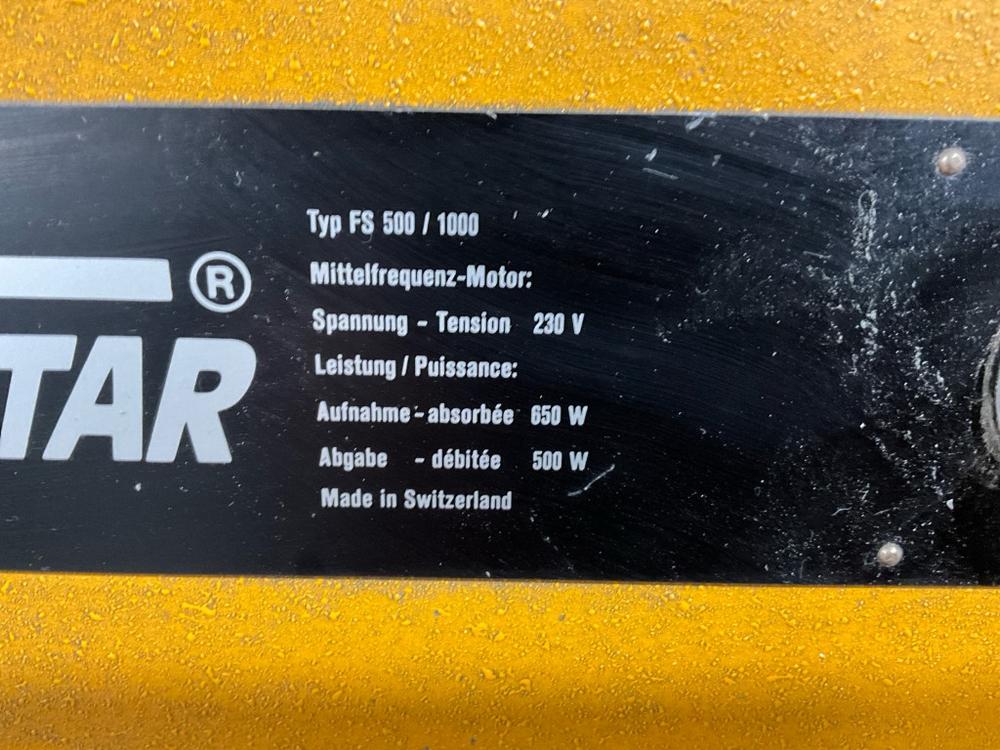 Typ FS 500 / 1000
Mittelfrequenz-Motor:
Spannung - Tension 230 V
Leistung / Puissance:
Aufnahme - absorbée 650 W
Abgabe - débitée 500 W
Made in Switzerland
®
TAR